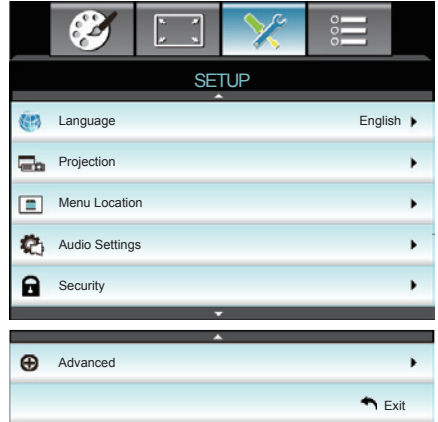 SETUP
Language English
Projection
Menu Location
Audio Settings
Security
Advanced
Exit